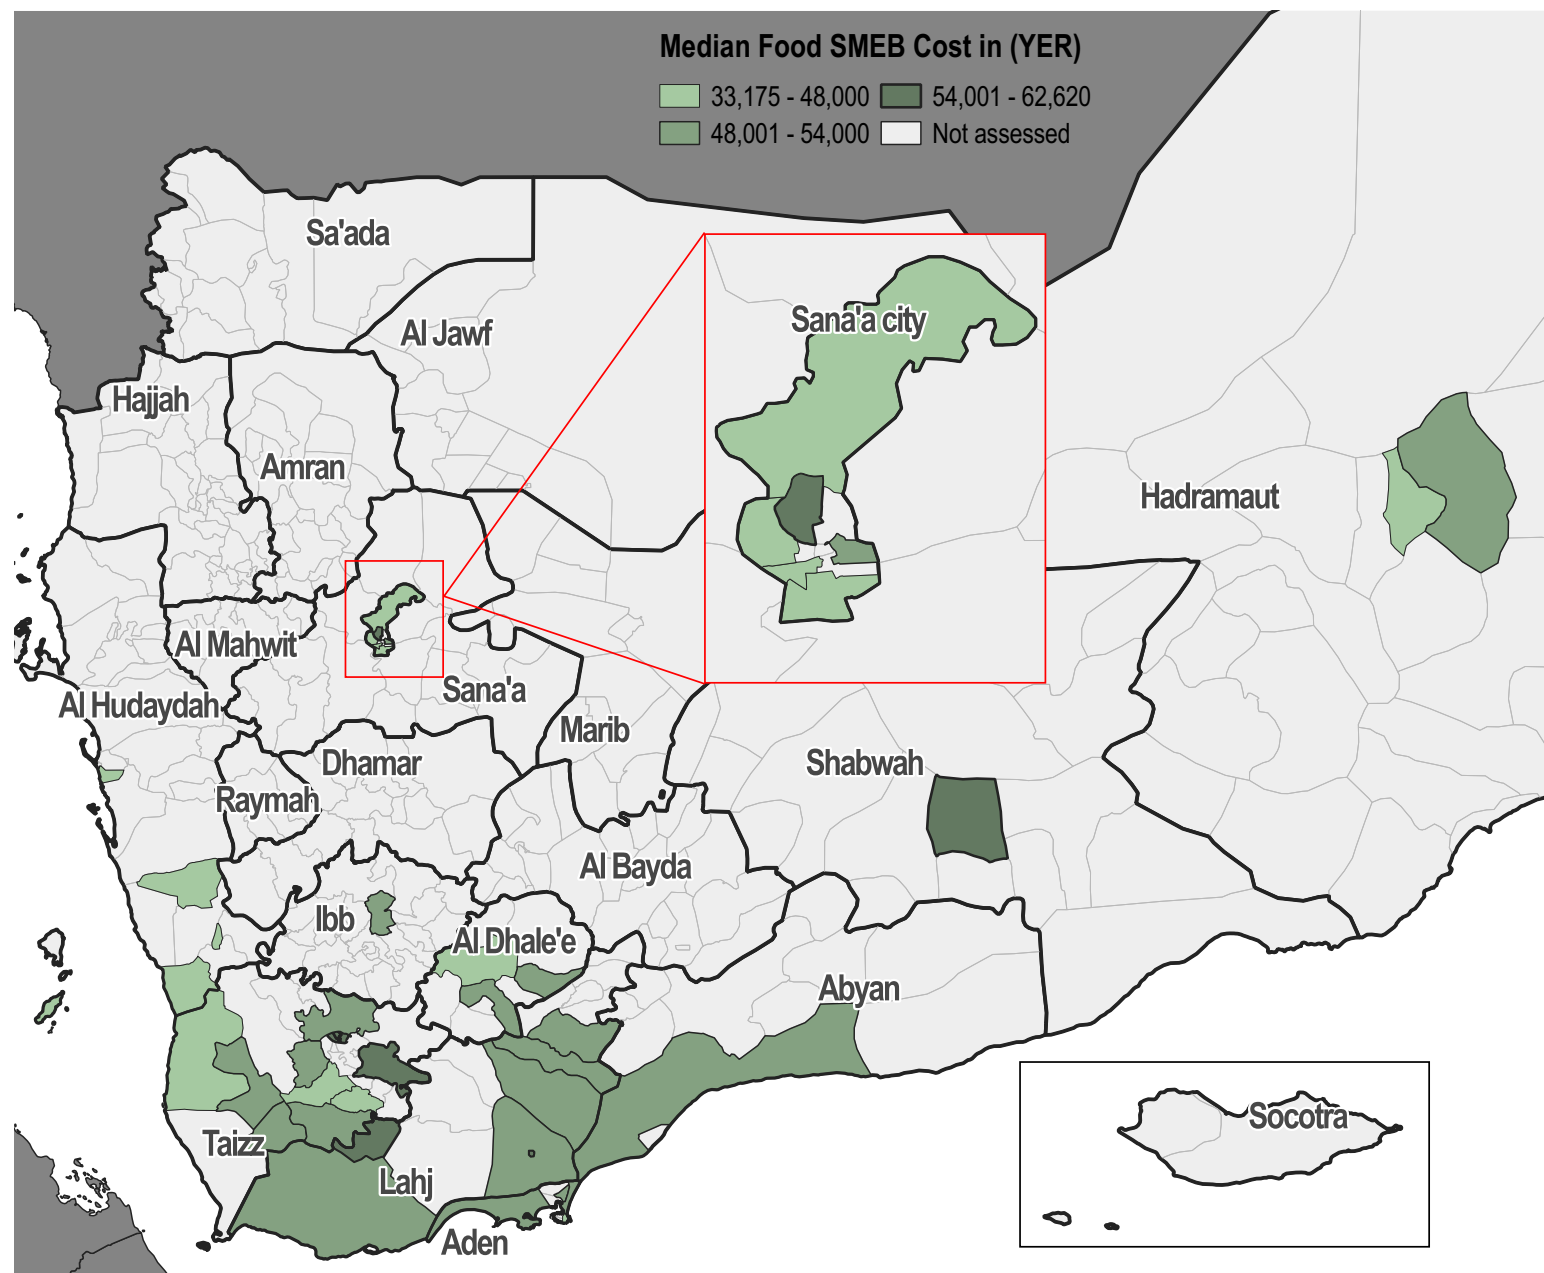 Median Food SMEB Cost in (YER)
33,175 - 48,000
54,001 - 62,620
48,001 - 54,000
Not assessed
Sa'ada
Al Jawf
Sana'a city
Hajjah
Amran
Hadramaut
Al Mahwit
Sana'a
Al Hudaydah
Marib
Dhamar
Shabwah
Raymah
Al Bayda
Ibb
Al Dhale'e
Abyan
Socotra
Taizz
Lahj
Aden